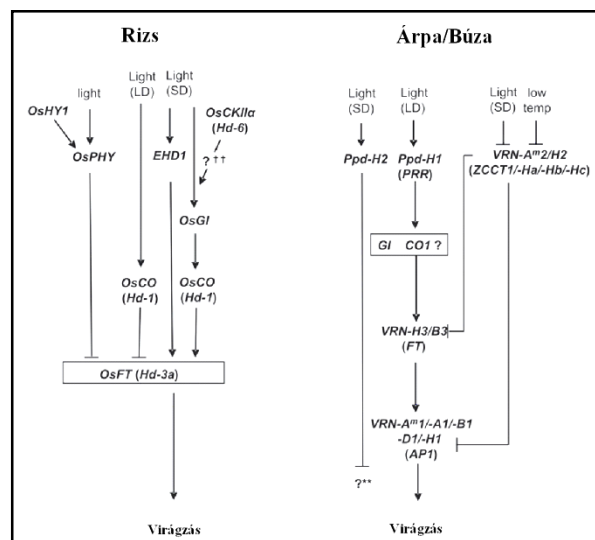 Rizs
OsHY1
light
Light
(LD)
Light
(SD)
OsCKIIα
(Hd-6)
OsPHY
EHD1
? ††
OsGI
OsCO
(Hd-1)
OsCO
(Hd-1)
OsFT (Hd-3a)
Virágzás
Árpa/Búza
Light
(SD)
Light
(LD)
Light
(SD)
low
temp
Ppd-H2
Ppd-H1
(PRR)
VRN-Aᵐ2/H2
(ZCCT1/-Ha/-Hb/-Hc)
GI CO1 ?
VRN-H3/B3
(FT)
VRN-Aᵐ1/-A1/-B1
-D1/-H1
(AP1)
?**
Virágzás